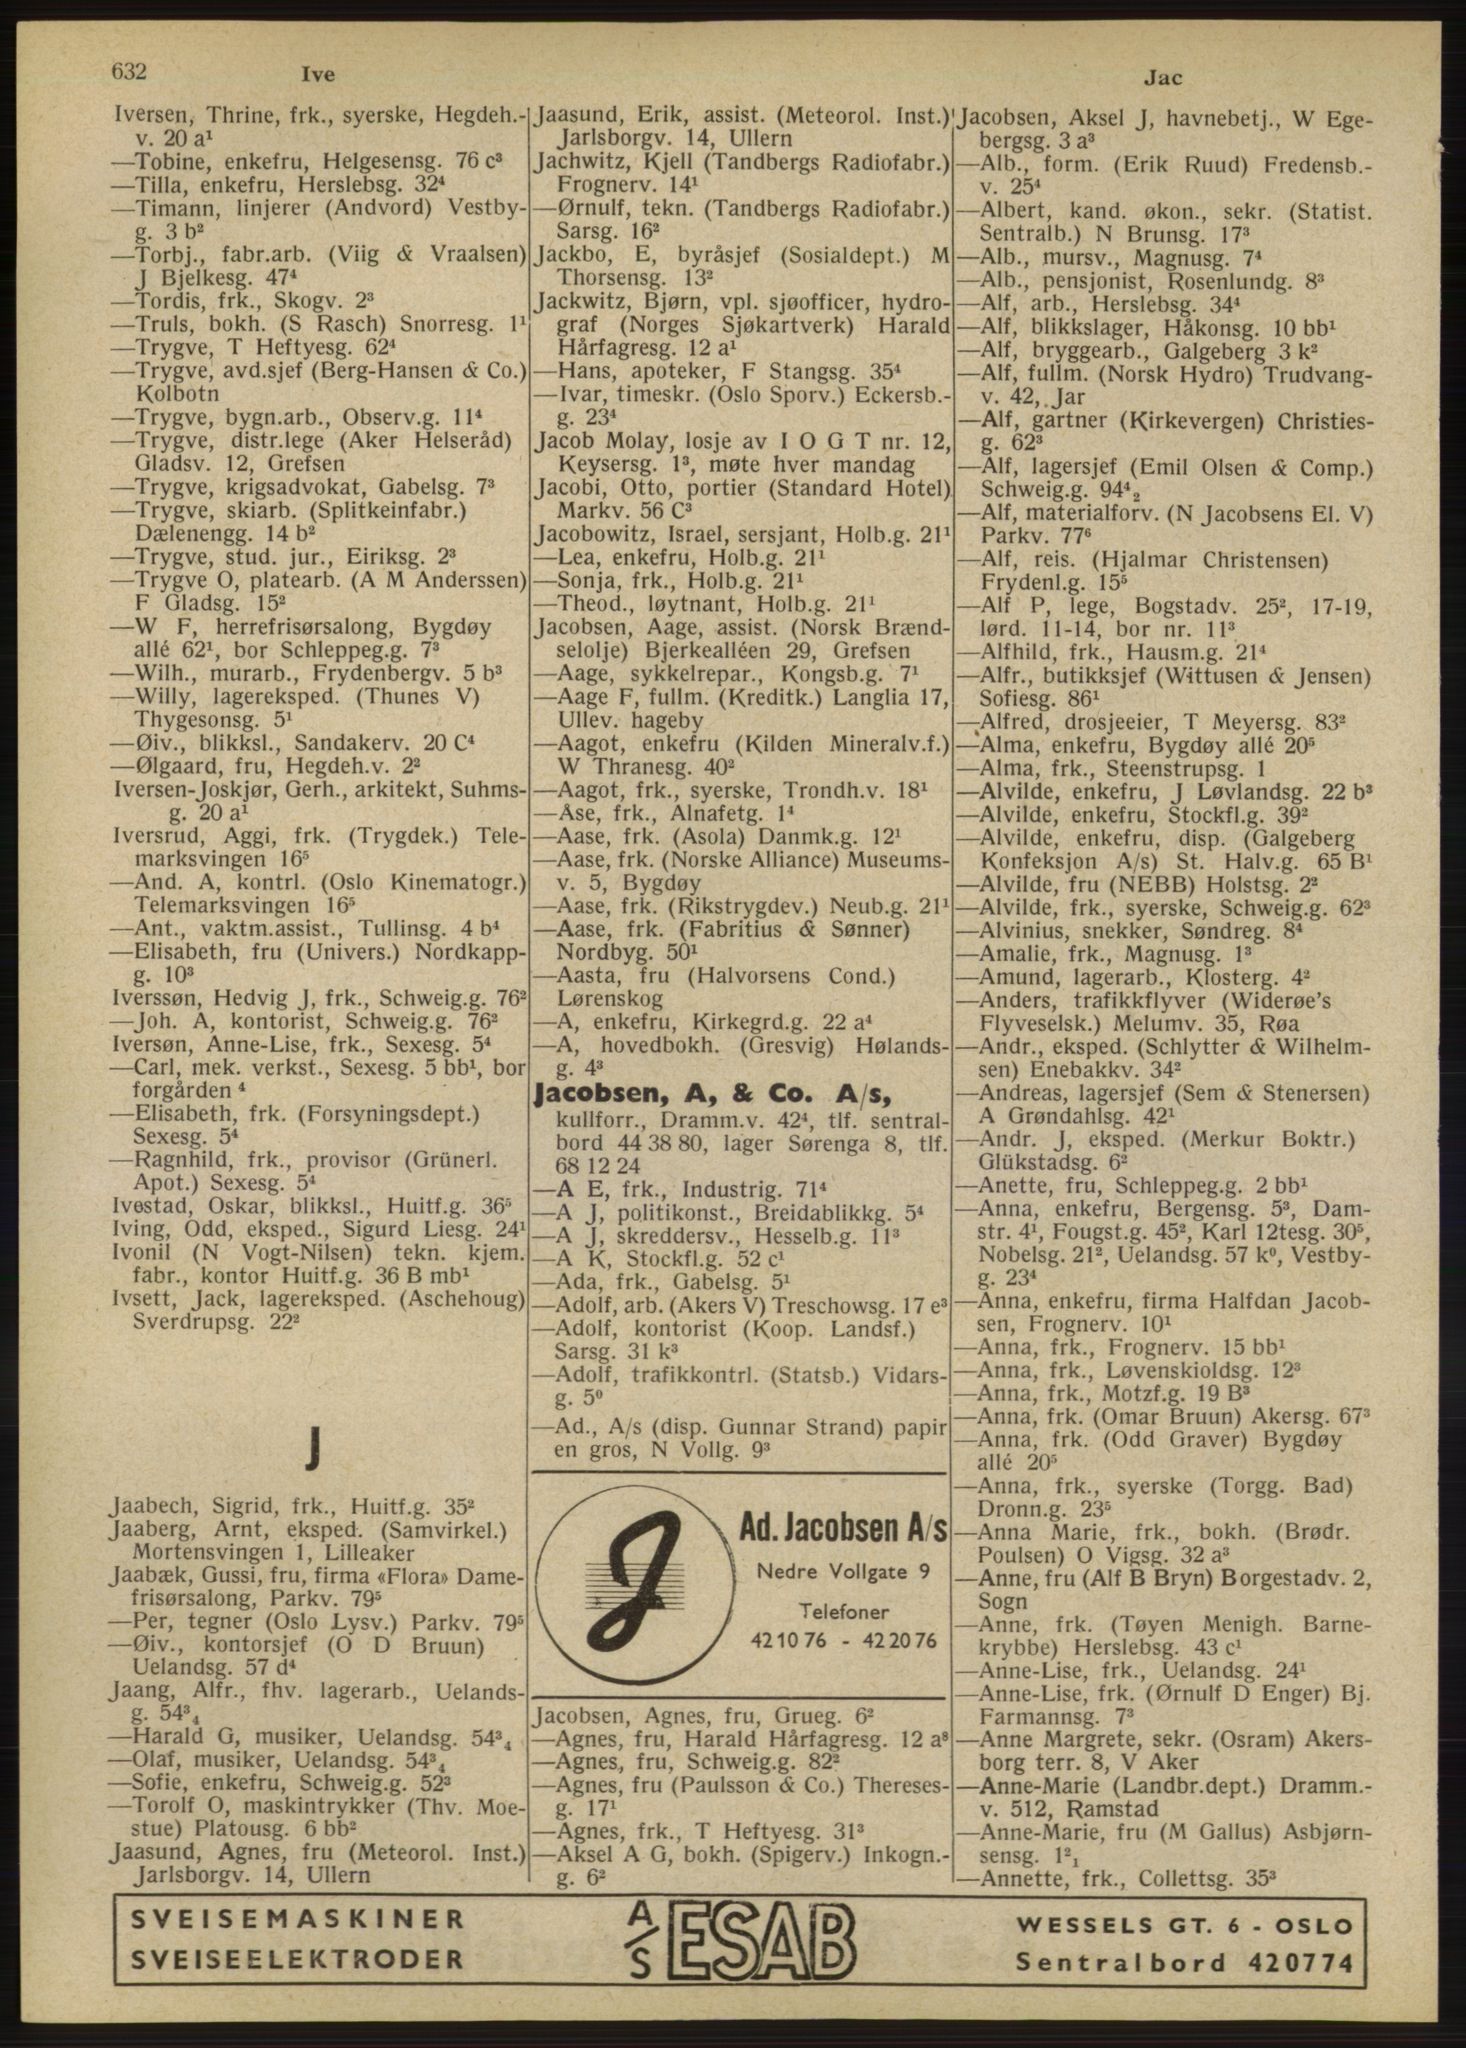 632
Ive
Jac
Iversen, Thrine, frk., syerske, Hegdeh.-
v. 20 a¹
—Tobine, enkefru, Helgesensg. 76 c³
—Tilla, enkefru, Herslebsg. 32⁴
—Timann, linjerer (Andvord) Vestby-
g. 3 b²
—Torbj., fabr.arb. (Viig & Vraalsen)
J Bjelkesg. 47⁴
—Tordis, frk., Skogv. 2³
—Truls, bokh. (S Rasch) Snorresg. 1¹
—Trygve, T Heftyesg. 62⁴
—Trygve, avd.sjef (Berg-Hansen & Co.)
Kolbotn
—Trygve, bygn.arb., Observ.g. 11⁴
—Trygve, distr.lege (Aker Helseråd)
Gladsv. 12, Grefsen
—Trygve, krigsadvokat, Gabelsg. 7³
—Trygve, skiarb. (Splitkeinfabr.)
Dælenengg. 14 b²
—Trygve, stud. jur., Eiriksg. 2³
—Trygve O, platearb. (A M Anderssen)
F Gladsg. 15²
—W F, herrefrisørsalong, Bygdøy
allé 62¹, bor Schleppeg.g. 7³
—Wilh., murarb., Frydenbergv. 5 b³
—Willy, lagereksped. (Thunes V)
Thygesonsg. 5¹
—Øiv., blikksl., Sandakerv. 20 C⁴
—Ølgaard, fru, Hegdeh.v. 2²
Iversen-Joskjør, Gerh., arkitekt, Suhms-
g. 20 a¹
Iversrud, Aggi, frk. (Trygdek.) Tele-
marksvingen 16⁵
—And. A, kontrl. (Oslo Kinematogr.)
Telemarksvingen 16⁵
—Ant., vaktm.assist., Tullinsg. 4 b⁴
—Elisabeth, fru (Univers.) Nordkapp-
g. 10³
Iverssøn, Hedvig J, frk., Schweig.g. 76²
—Joh. A, kontorist, Schweig.g. 76²
Iversøn, Anne-Lise, frk., Sexesg. 5⁴
—Carl, mek. verkst., Sexesg. 5 bb¹, bor
forgården ⁴
—Elisabeth, frk. (Forsyningsdept.)
Sexesg. 5⁴
—Ragnhild, frk., provisor (Grünerl.
Apot.) Sexesg. 5⁴
Ivestad, Oskar, blikksl., Huitf.g. 36⁵
Iving, Odd, eksped., Sigurd Liesg. 24¹
Ivonil (N Vogt-Nilsen) tekn. kjem.
fabr., kontor Huitf.g. 36 B mb¹
Ivsett, Jack, lagereksped. (Aschehoug)
Sverdrupsg. 22²
J
Jaabech, Sigrid, frk., Huitf.g. 35²
Jaaberg, Arnt, eksped. (Samvirkel.)
Mortensvingen 1, Lilleaker
Jaabæk, Gussi, fru, firma «Flora» Dame-
frisørsalong, Parkv. 79⁵
—Per, tegner (Oslo Lysv.) Parkv. 79⁵
—Øiv., kontorsjef (O D Bruun)
Uelandsg. 57 d⁴
Jaang, Alfr., fhv. lagerarb., Uelands-
g. 54³₄
—Harald G, musiker, Uelandsg. 54³₄
—Olaf, musiker, Uelandsg. 54³₄
—Sofie, enkefru, Schweig.g. 52³
—Torolf O, maskintrykker (Thv. Moe-
stue) Platousg. 6 bb²
Jaasund, Agnes, fru (Meteorol. Inst.)
Jarlsborgv. 14, Ullern
Jaasund, Erik, assist. (Meteorol. Inst.)
Jarlsborgv. 14, Ullern
Jachwitz, Kjell (Tandbergs Radiofabr.)
Frognerv. 14¹
—Ørnulf, tekn. (Tandbergs Radiofabr.)
Sarsg. 16²
Jackbo, E, byråsjef (Sosialdept.) M
Thorsensg. 13²
Jackwitz, Bjørn, vpl. sjøofficer, hydro-
graf (Norges Sjøkartverk) Harald
Hårfagresg. 12 a¹
—Hans, apoteker, F Stangsg. 35⁴
—Ivar, timeskr. (Oslo Sporv.) Eckersb.-
g. 23⁴
Jacob Molay, losje av I O G T nr. 12,
Keysersg. 1³, møte hver mandag
Jacobi, Otto, portier (Standard Hotel)
Markv. 56 C³
Jacobowitz, Israel, sersjant, Holb.g. 21¹
—Lea, enkefru, Holb.g. 21¹
—Sonja, frk., Holb.g. 21¹
—Theod., løytnant, Holb.g. 21¹
Jacobsen, Aage, assist. (Norsk Brænd-
selolje) Bjerkealléen 29, Grefsen
—Aage, sykkelrepar., Kongsb.g. 7¹
—Aage F, fullm. (Kreditk.) Langlia 17,
Ullev. hageby
—Aagot, enkefru (Kilden Mineralv.f.)
W Thranesg. 40²
—Aagot, frk., syerske, Trondh.v. 18¹
—Åse, frk., Alnafetg. 1⁴
—Aase, frk. (Asola) Danmk.g. 12¹
—Aase, frk. (Norske Alliance) Museums-
v. 5, Bygdøy
—Aase, frk. (Rikstrygdev.) Neub.g. 21¹
—Aase, frk. (Fabritius & Sønner)
Nordbyg. 50¹
—Aasta, fru (Halvorsens Cond.)
Lørenskog
—A, enkefru, Kirkegrd.g. 22 a⁴
—A, hovedbokh. (Gresvig) Hølands-
g. 4³
Jacobsen, A, & Co. A/s,
kullforr., Dramm.v. 42⁴, tlf. sentral-
bord 44 38 80, lager Sørenga 8, tlf.
68 12 24
—A E, frk., Industrig. 71⁴
—A J, politikonst., Breidablikkg. 5⁴
—A J, skreddersv., Hesselb.g. 11³
—A K, Stockfl.g. 52 c¹
—Ada, frk., Gabelsg. 5¹
—Adolf, arb. (Akers V) Treschowsg. 17 e³
—Adolf, kontorist (Koop. Landsf.)
Sarsg. 31 k³
—Adolf, trafikkontrl. (Statsb.) Vidars-
g. 5⁰
—Ad., A/s (disp. Gunnar Strand) papir
en gros, N Vollg. 9³
J
Ad. Jacobsen A/s
Nedre Vollgate 9
Telefoner
42 10 76 - 42 20 76
Jacobsen, Agnes, fru, Grueg. 6²
—Agnes, fru, Harald Hårfagresg. 12 a⁸
—Agnes, fru, Schweig.g. 82²
—Agnes, fru (Paulsson & Co.) Thereses-
g. 17¹
—Agnes, frk., T Heftyesg. 31³
—Aksel A G, bokh. (Spigerv.) Inkogn.-
g. 6²
Jacobsen, Aksel J, havnebetj., W Ege-
bergsg. 3 a³
—Alb., form. (Erik Ruud) Fredensb.-
v. 25⁴
—Albert, kand. økon., sekr. (Statist.
Sentralb.) N Brunsg. 17³
—Alb., mursv., Magnusg. 7⁴
—Alb., pensjonist, Rosenlundg. 8³
—Alf, arb., Herslebsg. 34⁴
—Alf, blikkslager, Håkonsg. 10 bb¹
—Alf, bryggearb., Galgeberg 3 k²
—Alf, fullm. (Norsk Hydro) Trudvang-
v. 42, Jar
—Alf, gartner (Kirkevergen) Christies-
g. 62³
—Alf, lagersjef (Emil Olsen & Comp.)
Schweig.g. 94⁴₂
—Alf, materialforv. (N Jacobsens El. V)
Parkv. 77⁶
—Alf, reis. (Hjalmar Christensen)
Frydenl.g. 15⁵
—Alf P, lege, Bogstadv. 25², 17-19,
lørd. 11-14, bor nr. 11³
—Alfhild, frk., Hausm.g. 21⁴
—Alfr., butikksjef (Wittusen & Jensen)
Sofiesg. 86¹
—Alfred, drosjeeier, T Meyersg. 83²
—Alma, enkefru, Bygdøy allé 20⁵
—Alma, frk., Steenstrupsg. 1
—Alvilde, enkefru, J Løvlandsg. 22 b³
—Alvilde, enkefru, Stockfl.g. 39²
—Alvilde, enkefru, disp. (Galgeberg
Konfeksjon A/s) St. Halv.g. 65 B¹
—Alvilde, fru (NEBB) Holstsg. 2²
—Alvilde, frk., syerske, Schweig.g. 62³
—Alvinius, snekker, Søndreg. 8⁴
—Amalie, frk., Magnusg. 1³
—Amund, lagerarb., Klosterg. 4²
—Anders, trafikkflyver (Widerøe's
Flyveselsk.) Melumv. 35, Røa
—Andr., eksped. (Schlytter & Wilhelm-
sen) Enebakkv. 34²
—Andreas, lagersjef (Sem & Stenersen)
A Grøndahlsg. 42¹
—Andr. J, eksped. (Merkur Boktr.)
Glükstadsg. 6²
—Anette, fru, Schleppeg.g. 2 bb¹
—Anna, enkefru, Bergensg. 5³, Dam-
str. 4¹, Fougst.g. 45², Karl 12tesg. 30⁵,
Nobelsg. 21², Uelandsg. 57 k⁰, Vestby-
g. 23⁴
—Anna, enkefru, firma Halfdan Jacob-
sen, Frognerv. 10¹
—Anna, frk., Frognerv. 15 bb¹
—Anna, frk., Løvenskioldsg. 12³
—Anna, frk., Motzf.g. 19 B³
—Anna, frk. (Omar Bruun) Akersg. 67³
—Anna, frk. (Odd Graver) Bygdøy
allé 20⁵
—Anna, frk., syerske (Torgg. Bad)
Dronn.g. 23⁵
—Anna Marie, frk., bokh. (Brødr.
Poulsen) O Vigsg. 32 a³
—Anne, fru (Alf B Bryn) Borgestadv. 2,
Sogn
—Anne, frk. (Tøyen Menigh. Barne-
krybbe) Herslebsg. 43 c¹
—Anne-Lise, frk., Uelandsg. 24¹
—Anne-Lise, frk. (Ørnulf D Enger) Bj.
Farmannsg. 7³
—Anne Margrete, sekr. (Osram) Akers-
borg terr. 8, V Aker
—Anne-Marie (Landbr.dept.) Dramm.-
v. 512, Ramstad
—Anne-Marie, fru (M Gallus) Asbjørn-
sensg. 1²₁
—Annette, frk., Collettsg. 35³
SVEISEMASKINER
SVEISEELEKTRODER
A/S ESAB
WESSELS GT. 6 - OSLO
Sentralbord 420774